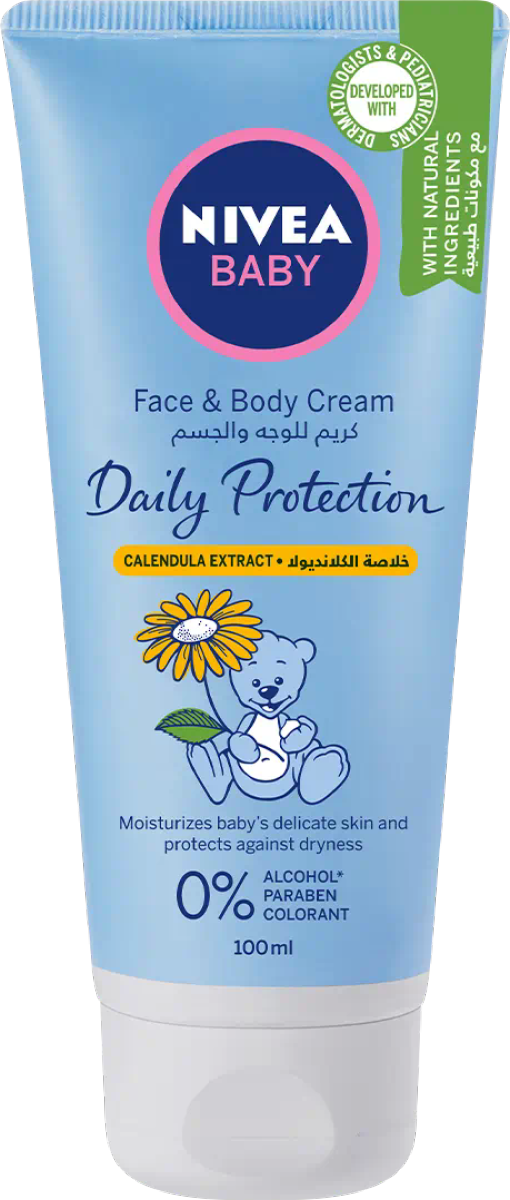 DERMATOLOGISTS & PEDIATRICIANS
DEVELOPED
WITH
WITH NATURAL
INGREDIENTS
مع مكونات طبيعية
NIVEA
BABY
Face & Body Cream
كريم للوجه والجسم
Daily Protection
CALENDULA EXTRACT • خلاصة الكلانديولا
Moisturizes baby's delicate skin and
protects against dryness
0% ALCOHOL*
PARABEN
COLORANT
100ml